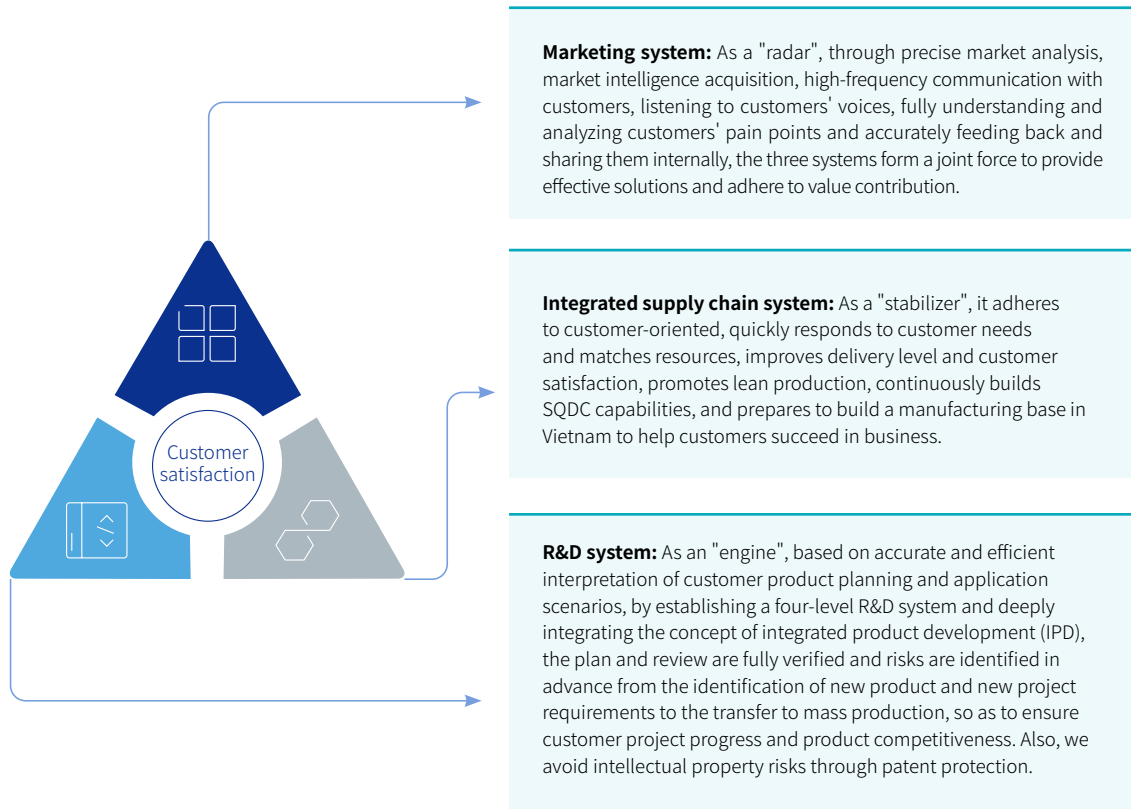 Marketing system: As a "radar", through precise market analysis,
market intelligence acquisition, high-frequency communication with
customers, listening to customers' voices, fully understanding and
analyzing customers' pain points and accurately feeding back and
sharing them internally, the three systems form a joint force to provide
effective solutions and adhere to value contribution.
Integrated supply chain system: As a "stabilizer", it adheres
to customer-oriented, quickly responds to customer needs
and matches resources, improves delivery level and customer
satisfaction, promotes lean production, continuously builds
SQDC capabilities, and prepares to build a manufacturing base in
Vietnam to help customers succeed in business.
Customer
satisfaction
R&D system: As an "engine", based on accurate and efficient
interpretation of customer product planning and application
scenarios, by establishing a four-level R&D system and deeply
integrating the concept of integrated product development (IPD),
the plan and review are fully verified and risks are identified in
advance from the identification of new product and new project
requirements to the transfer to mass production, so as to ensure
customer project progress and product competitiveness. Also, we
avoid intellectual property risks through patent protection.